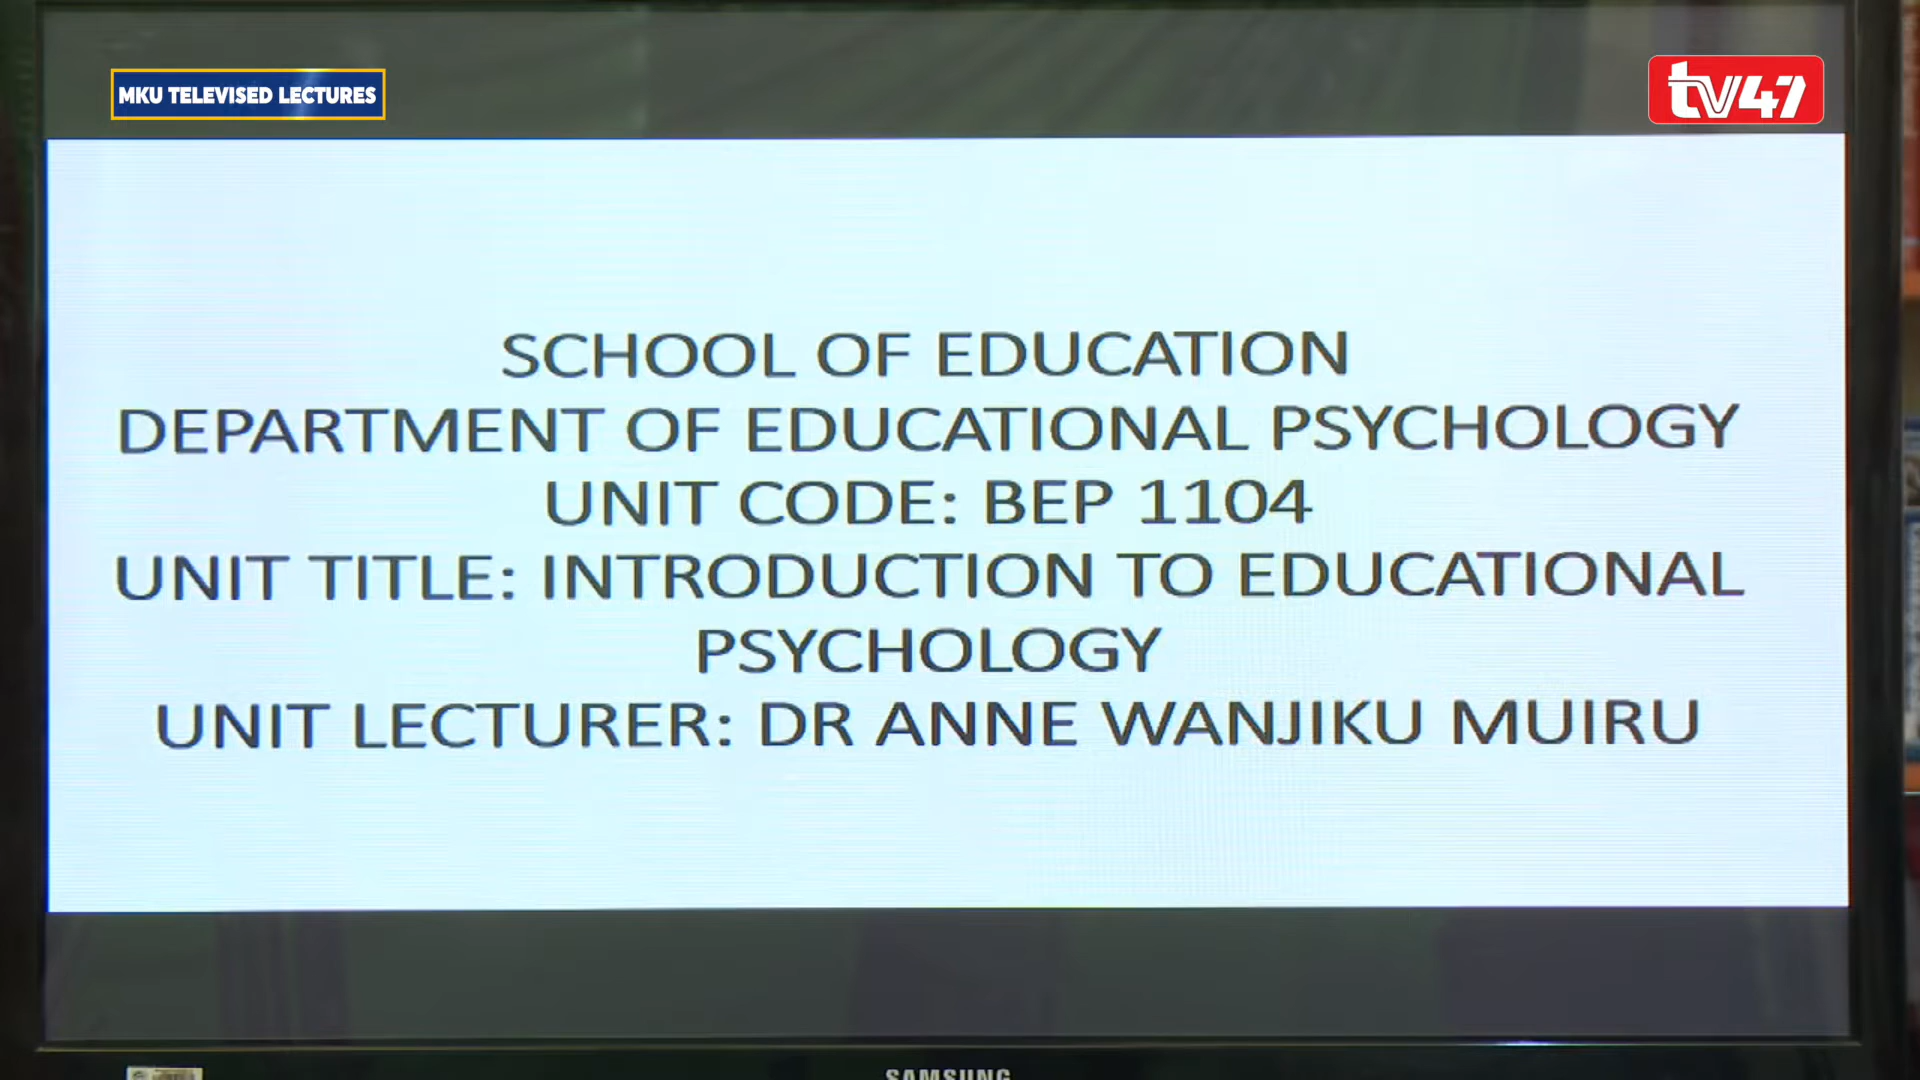 MKU TELEVISED LECTURES
tv47
SCHOOL OF EDUCATION
DEPARTMENT OF EDUCATIONAL PSYCHOLOGY
UNIT CODE: BEP 1104
UNIT TITLE: INTRODUCTION TO EDUCATIONAL
PSYCHOLOGY
UNIT LECTURER: DR ANNE WANJIKU MUIRU
SAMSUNG